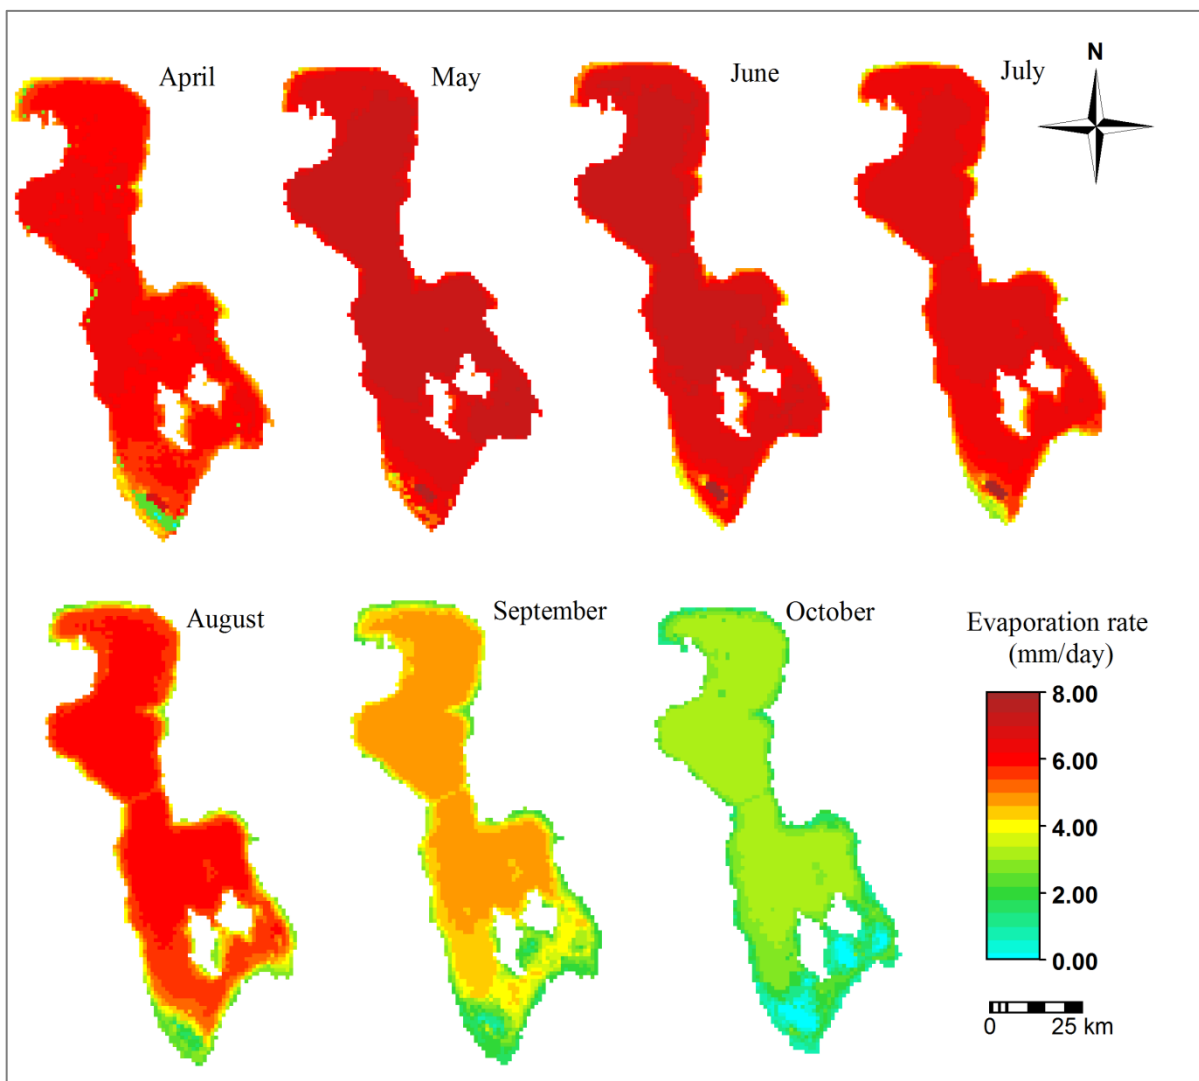 April
May
June
July
N
August
September
October
Evaporation rate
(mm/day)
8.00
6.00
4.00
2.00
0.00
0 25 km